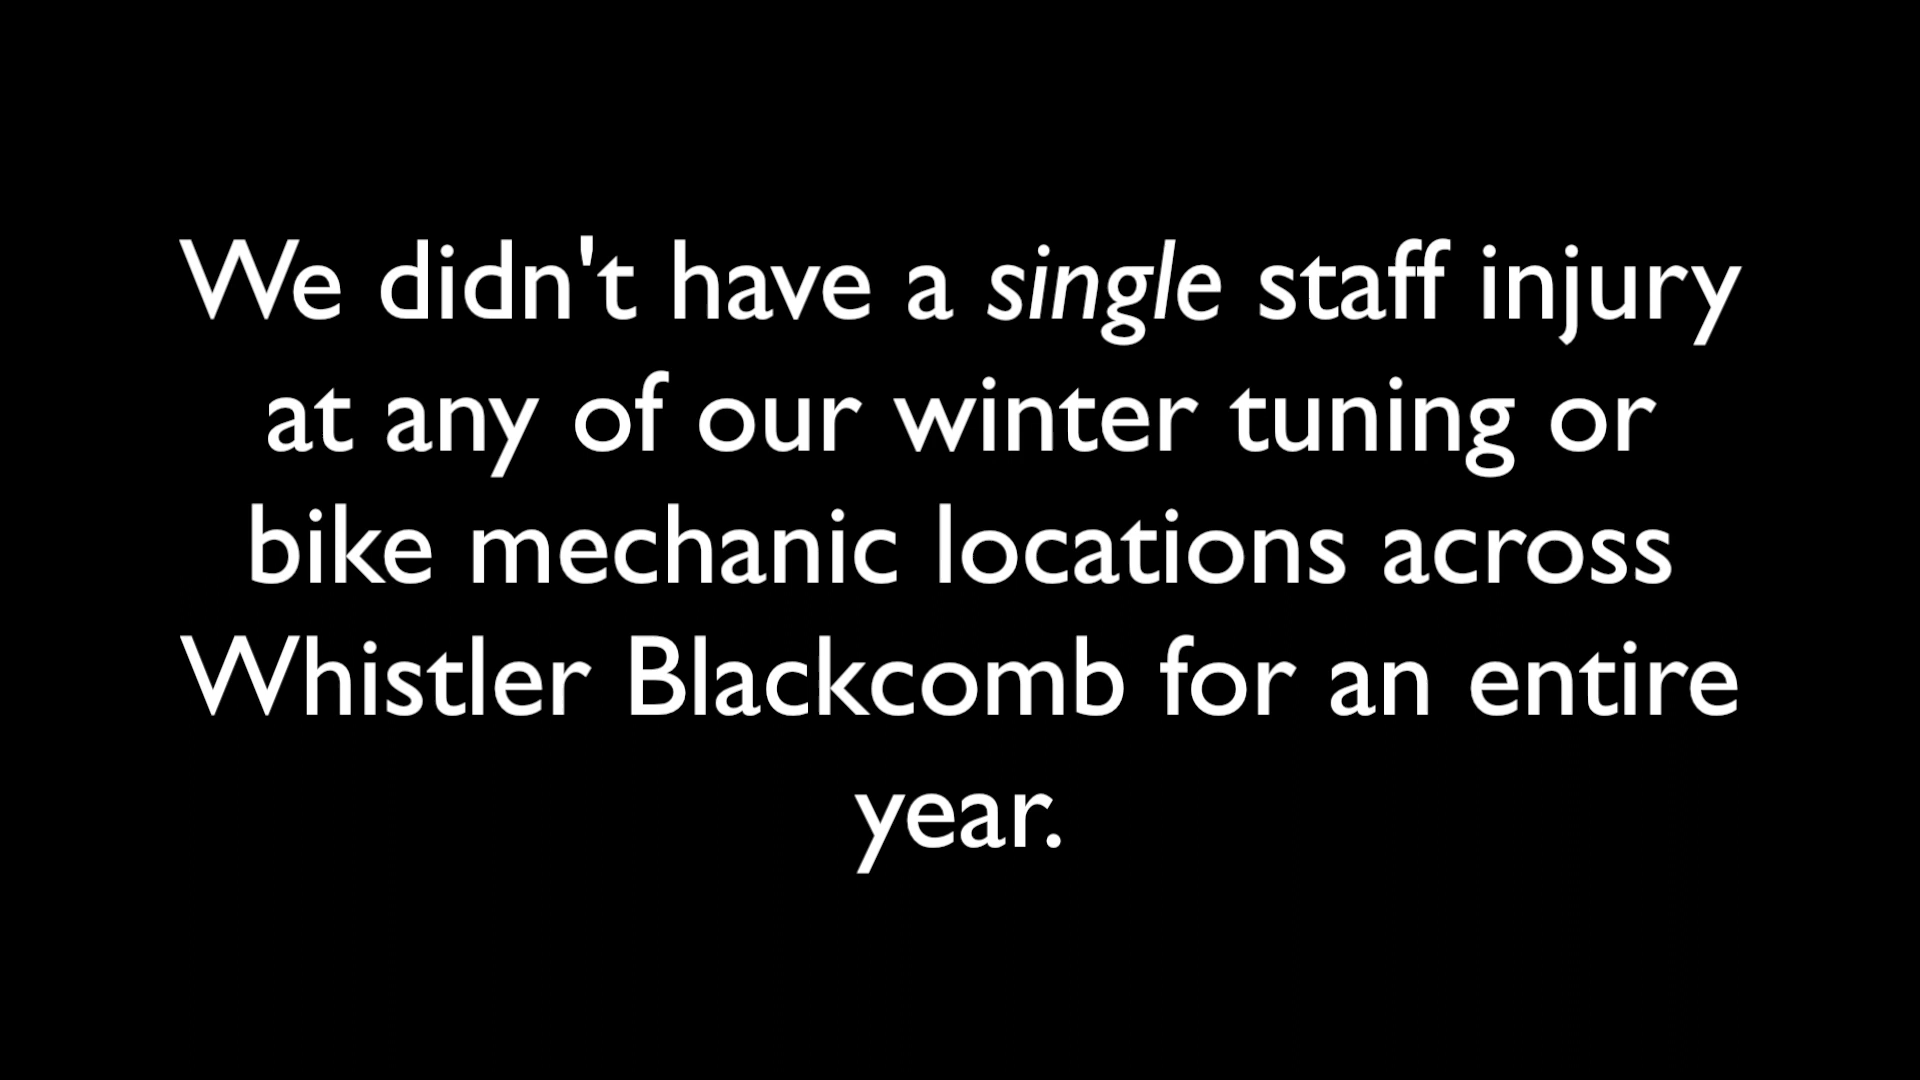 We didn't have a single staff injury
at any of our winter tuning or
bike mechanic locations across
Whistler Blackcomb for an entire
year.